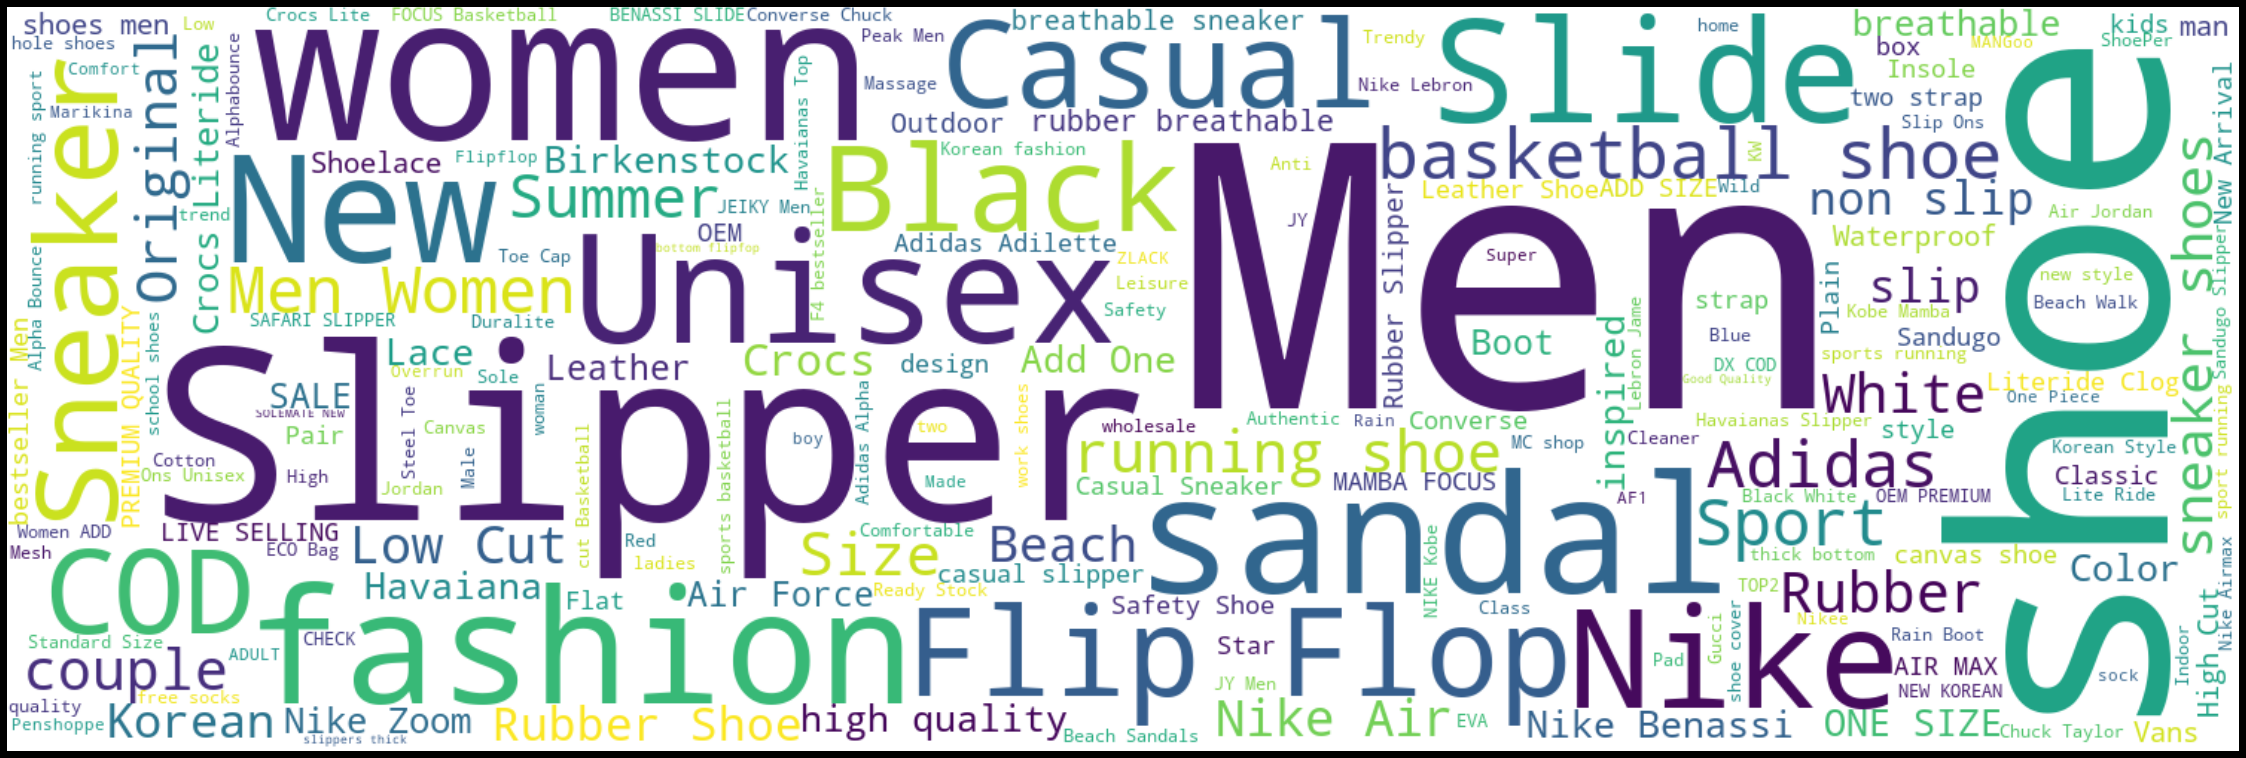 shoes men
Low
Crocs Lite
FOCUS Basketball
BENASSI SLIDE
Converse Chuck
breathable sneaker
home
breathable
kids
man
hole shoes
Comfort
Sneaker
original
Literide
Alphabounce
women
Peak Men
Casual
Trendy
Slide
box
MANGoo
ShoePer
Massage
Nike Lebron
Insole
Marikina
running sport
Havaianas Top
Outdoor
rubber breathable
two strap
Slip Ons
New Arrival
Shoe
Shoelace
Flipflop
Birkenstock
Korean fashion
Anti
basketball shoe
KW
New
Summer
JEIKY Men
Black
Men
Leather Shoe
ADD SIZE
Wild
non slip
trend
Crocs
OEM
bottom flipfop
F4 bestseller
Adidas Adilette
JY
Rubber Slipper
Air Jordan
Waterproof
sneaker shoes
Toe Cap
Unisex
ZLACK
Super
Alpha Bounce
Men Women
Leisure
strap
Plain
slip
new style
Beach Walk
Sandugo Slipper
SAFARI SLIPPER
Duralite
Safety
Kobe Mamba
PREMIUM QUALITY
school shoes
Lace
Leather
Crocs
design
Add One
Boot
inspired
Lebron Jame
Blue
Sandugo
bestseller Men
Slipper
overrun
Sole
DX COD
sports running
Good Quality
SALE
SOLEMATE NEW
woman
White
Literide Clog
One Piece
Pair
Steel Toe
Canvas
boy
Adidas Alpha
two
wholesale
Authentic
Rain
Converse
Havaianas Slipper
style
Cotton
work shoes
running shoe
MC shop
Cleaner
Korean Style
Ons Unisex
High
Male
Jordan
cut Basketball
sports basketball
Made
Casual Sneaker
MAMBA FOCUS
Adidas
Classic
AF1
Black White
OEM PREMIUM
Lite Ride
sport running
Women ADD
LIVE SELLING
Low Cut
Red
Comfortable
Beach
sandal
Sport
Mesh
ECO Bag
ladies
Size
thick bottom
canvas shoe
COD
Havaiana
Flat
Air Force
Ready Stock
casual slipper
NIKE Kobe
TOP2
Rubber
Color
Nike Airmax
fashion
Safety Shoe
Class
shoe cover
Nikee
Standard Size
CHECK
Flip Flop
Star
Nike
Gucci
Rain Boot
Indoor
High Cut
couple
ADULT
Pad
AIR MAX
sock
free socks
JY Men
NEW KOREAN
quality
Penshoppe
Korean
Nike Zoom
Rubber Shoe
high quality
Nike Air
EVA
Nike Benassi
ONE SIZE
Chuck Taylor
Vans
slippers thick
Beach Sandals